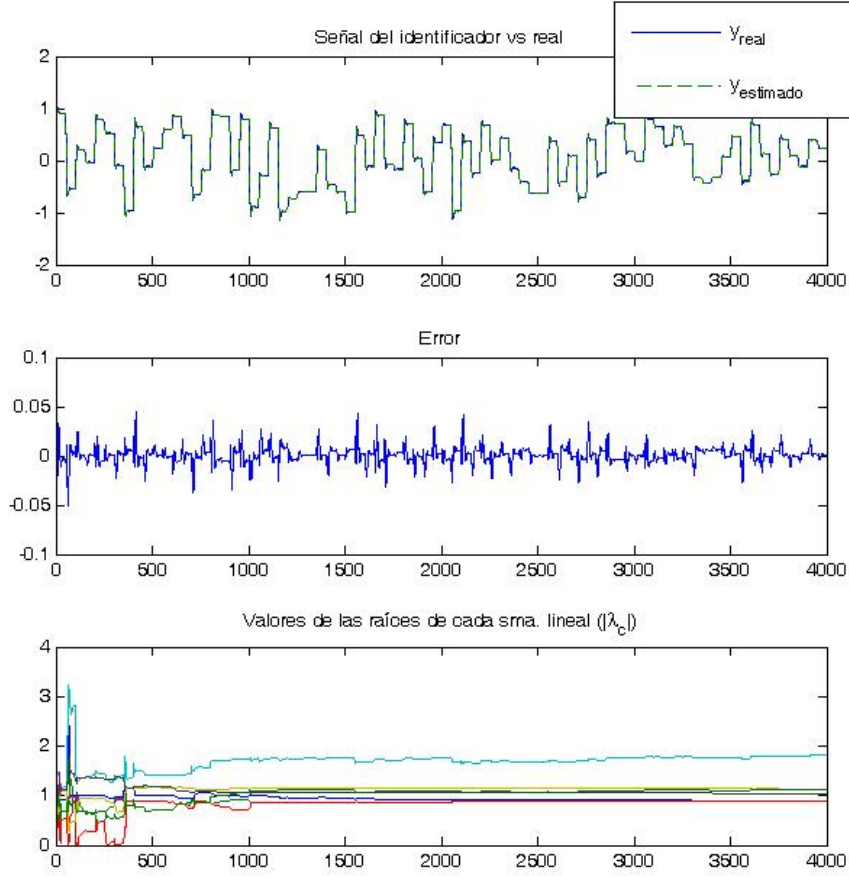 Señal del identificador vs real
y_real
y_estimado
2
1
0
-1
-2
0 500 1000 1500 2000 2500 3000 3500 4000
Error
0.1
0.05
0
-0.05
-0.1
0 500 1000 1500 2000 2500 3000 3500 4000
Valores de las raíces de cada sma. lineal (|λ_c|)
4
3
2
1
0
0 500 1000 1500 2000 2500 3000 3500 4000